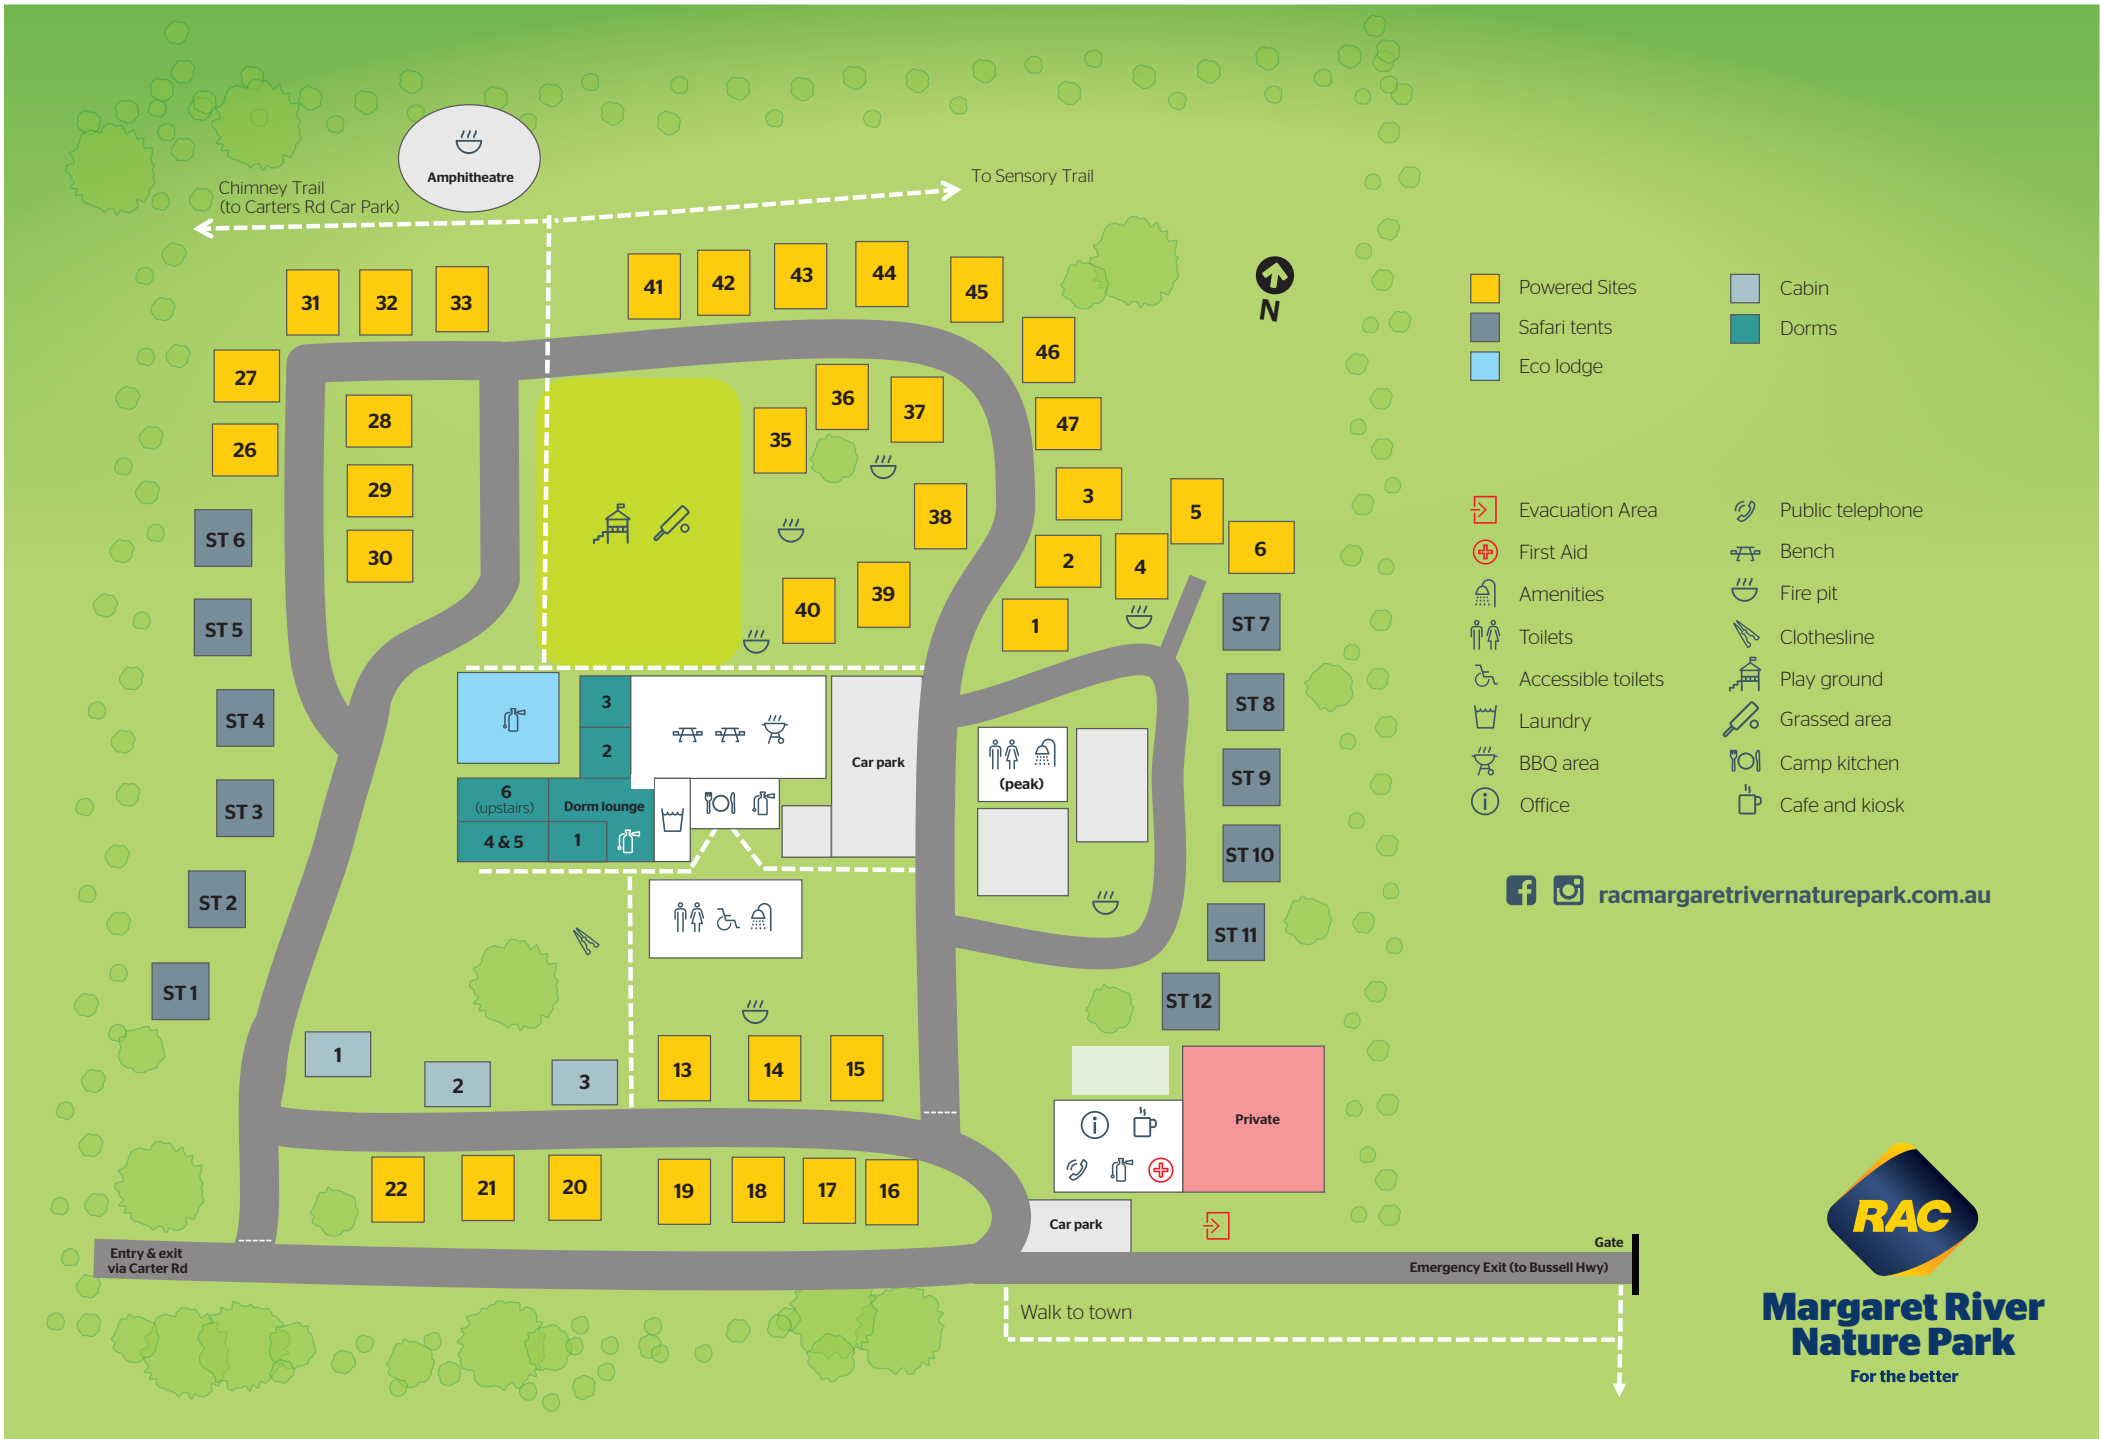 Amphitheatre
Chimney Trail
(to Carters Rd Car Park)
To Sensory Trail
N
31
32
33
41
42
43
44
45
46
27
28
26
29
30
36
37
35
47
3
5
38
2
4
6
39
40
1
ST 6
ST 5
ST 4
ST 3
ST 2
ST 1
3
2
6
(upstairs)
Dorm lounge
4 & 5
1
Car park
(peak)
ST 7
ST 8
ST 9
ST 10
ST 11
ST 12
1
2
3
13
14
15
22
21
20
19
18
17
16
Private
Car park
Entry & exit
via Carter Rd
Gate
Emergency Exit (to Bussell Hwy)
Walk to town
Powered Sites
Safari tents
Eco lodge
Cabin
Dorms
Evacuation Area
First Aid
Amenities
Toilets
Accessible toilets
Laundry
BBQ area
Office
Public telephone
Bench
Fire pit
Clothesline
Play ground
Grassed area
Camp kitchen
Cafe and kiosk
racmargaretrivernaturepark.com.au
RAC
Margaret River
Nature Park
For the better